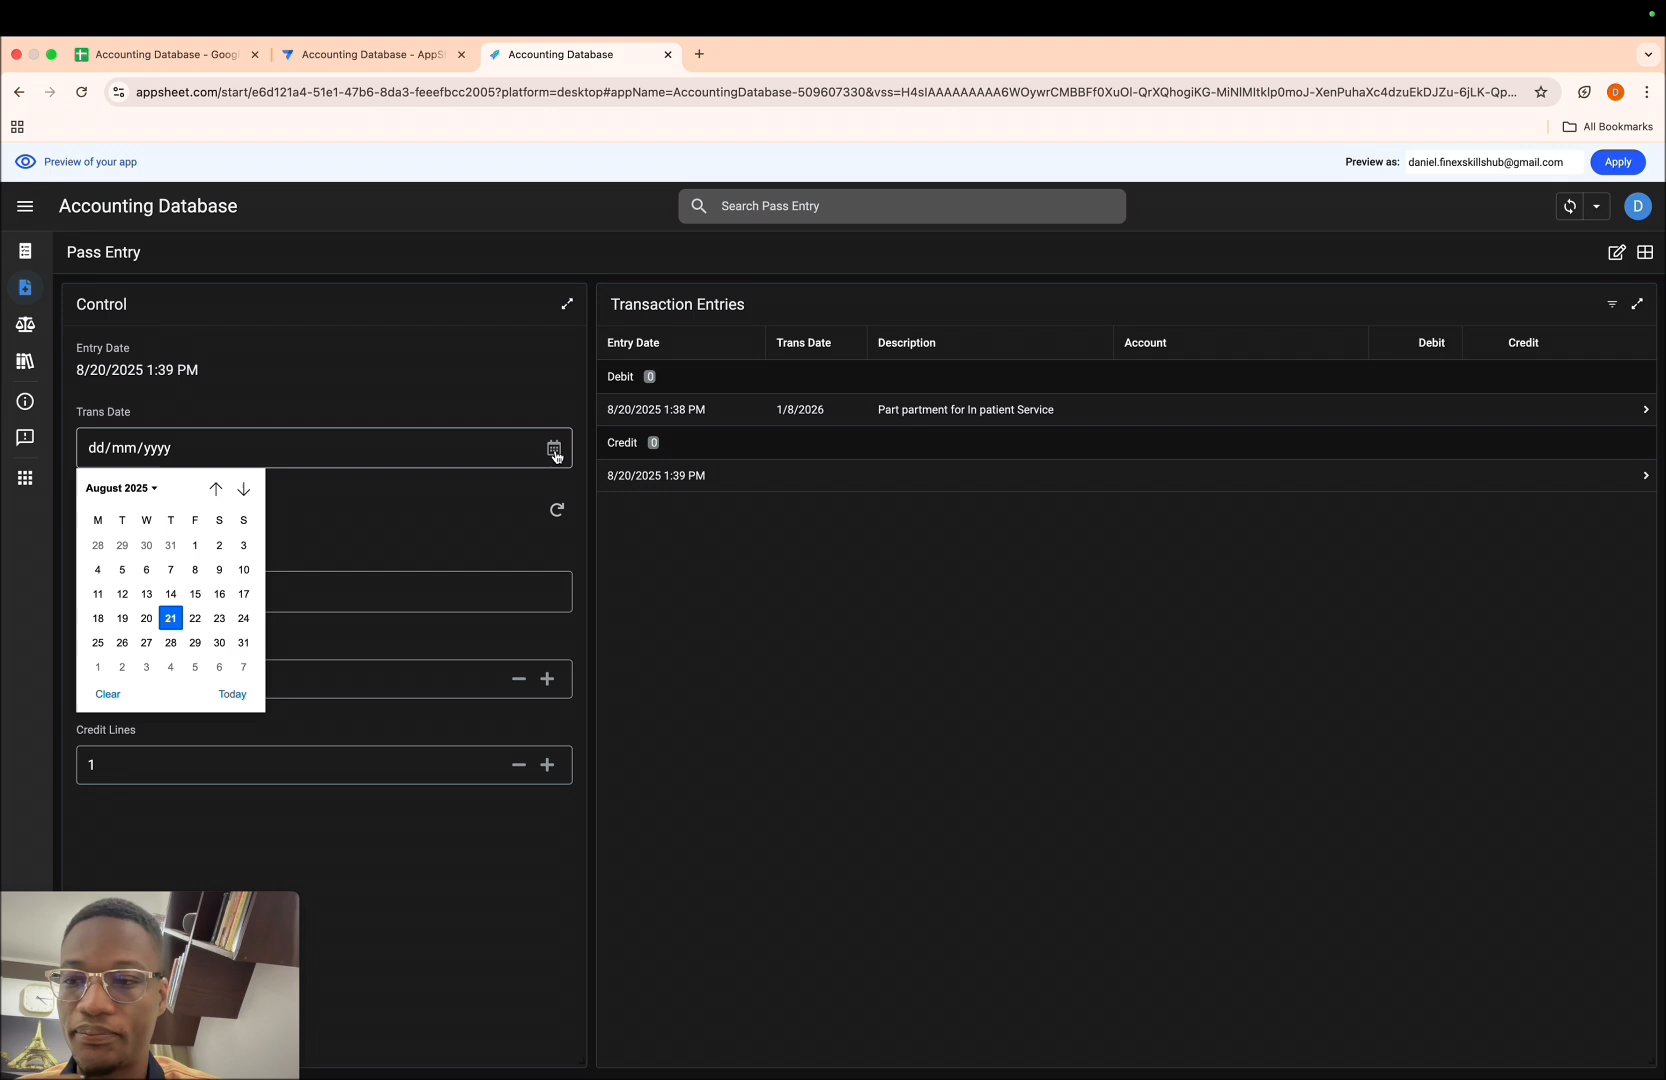 Accounting Database - Googl
Accounting Database - AppS
Accounting Database
appsheet.com/start/e6d121a4-51e1-47b6-8da3-feeefbcc2005?platform=desktop#appName=AccountingDatabase-509607330&vss=H4sIAAAAAAAAA6WOywrCMBBFf0XuOl-QrXQhogiKG-MiNIMItklp0moJ-XenPuhaXc4dzuEkDJZu-6jLK-Qp...
All Bookmarks
Preview of your app
Preview as: daniel.finexskillshub@gmail.com
Apply
Accounting Database
Search Pass Entry
D
Pass Entry
Control
Entry Date
8/20/2025 1:39 PM
Trans Date
dd/mm/yyyy
August 2025
M T W T F S S
28 29 30 31 1 2 3
4 5 6 7 8 9 10
11 12 13 14 15 16 17
18 19 20 21 22 23 24
25 26 27 28 29 30 31
1 2 3 4 5 6 7
Clear Today
Credit Lines
1
Transaction Entries
Entry Date Trans Date Description Account Debit Credit
Debit 0
8/20/2025 1:38 PM 1/8/2026 Part partment for In patient Service
Credit 0
8/20/2025 1:39 PM